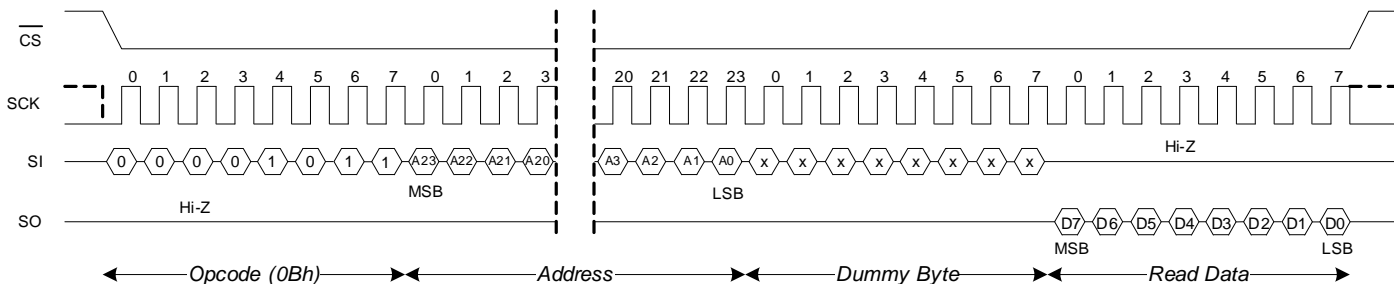 CS
0 1 2 3 4 5 6 7 0 1 2 3 20 21 22 23 0 1 2 3 4 5 6 7 0 1 2 3 4 5 6 7
SCK
Hi-Z
SI 0 0 0 0 1 0 1 1 A23 A22 A21 A20 A3 A2 A1 A0 x x x x x x x x
MSB LSB
Hi-Z
SO D7 D6 D5 D4 D3 D2 D1 D0
MSB LSB
Opcode (0Bh) Address Dummy Byte Read Data